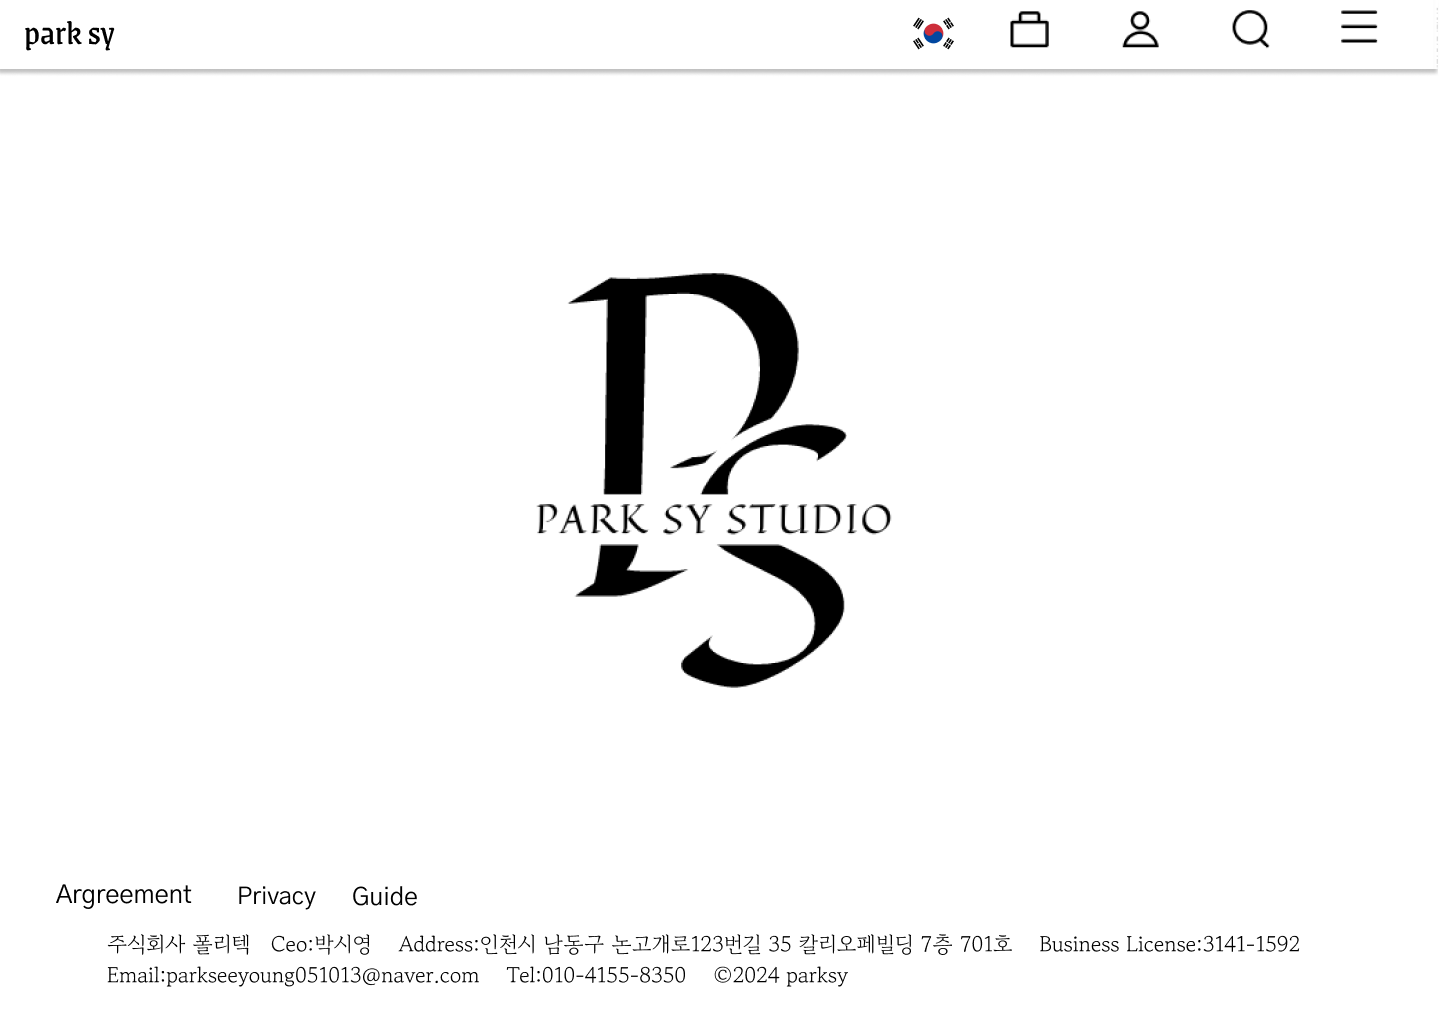 park sy
PARK SY STUDIO
Argreement Privacy Guide
주식회사 폴리텍 Ceo:박시영 Address:인천시 남동구 논고개로123번길 35 칼리오페빌딩 7층 701호 Business License:3141-1592
Email:parkseeyoung051013@naver.com Tel:010-4155-8350 ©2024 parksy